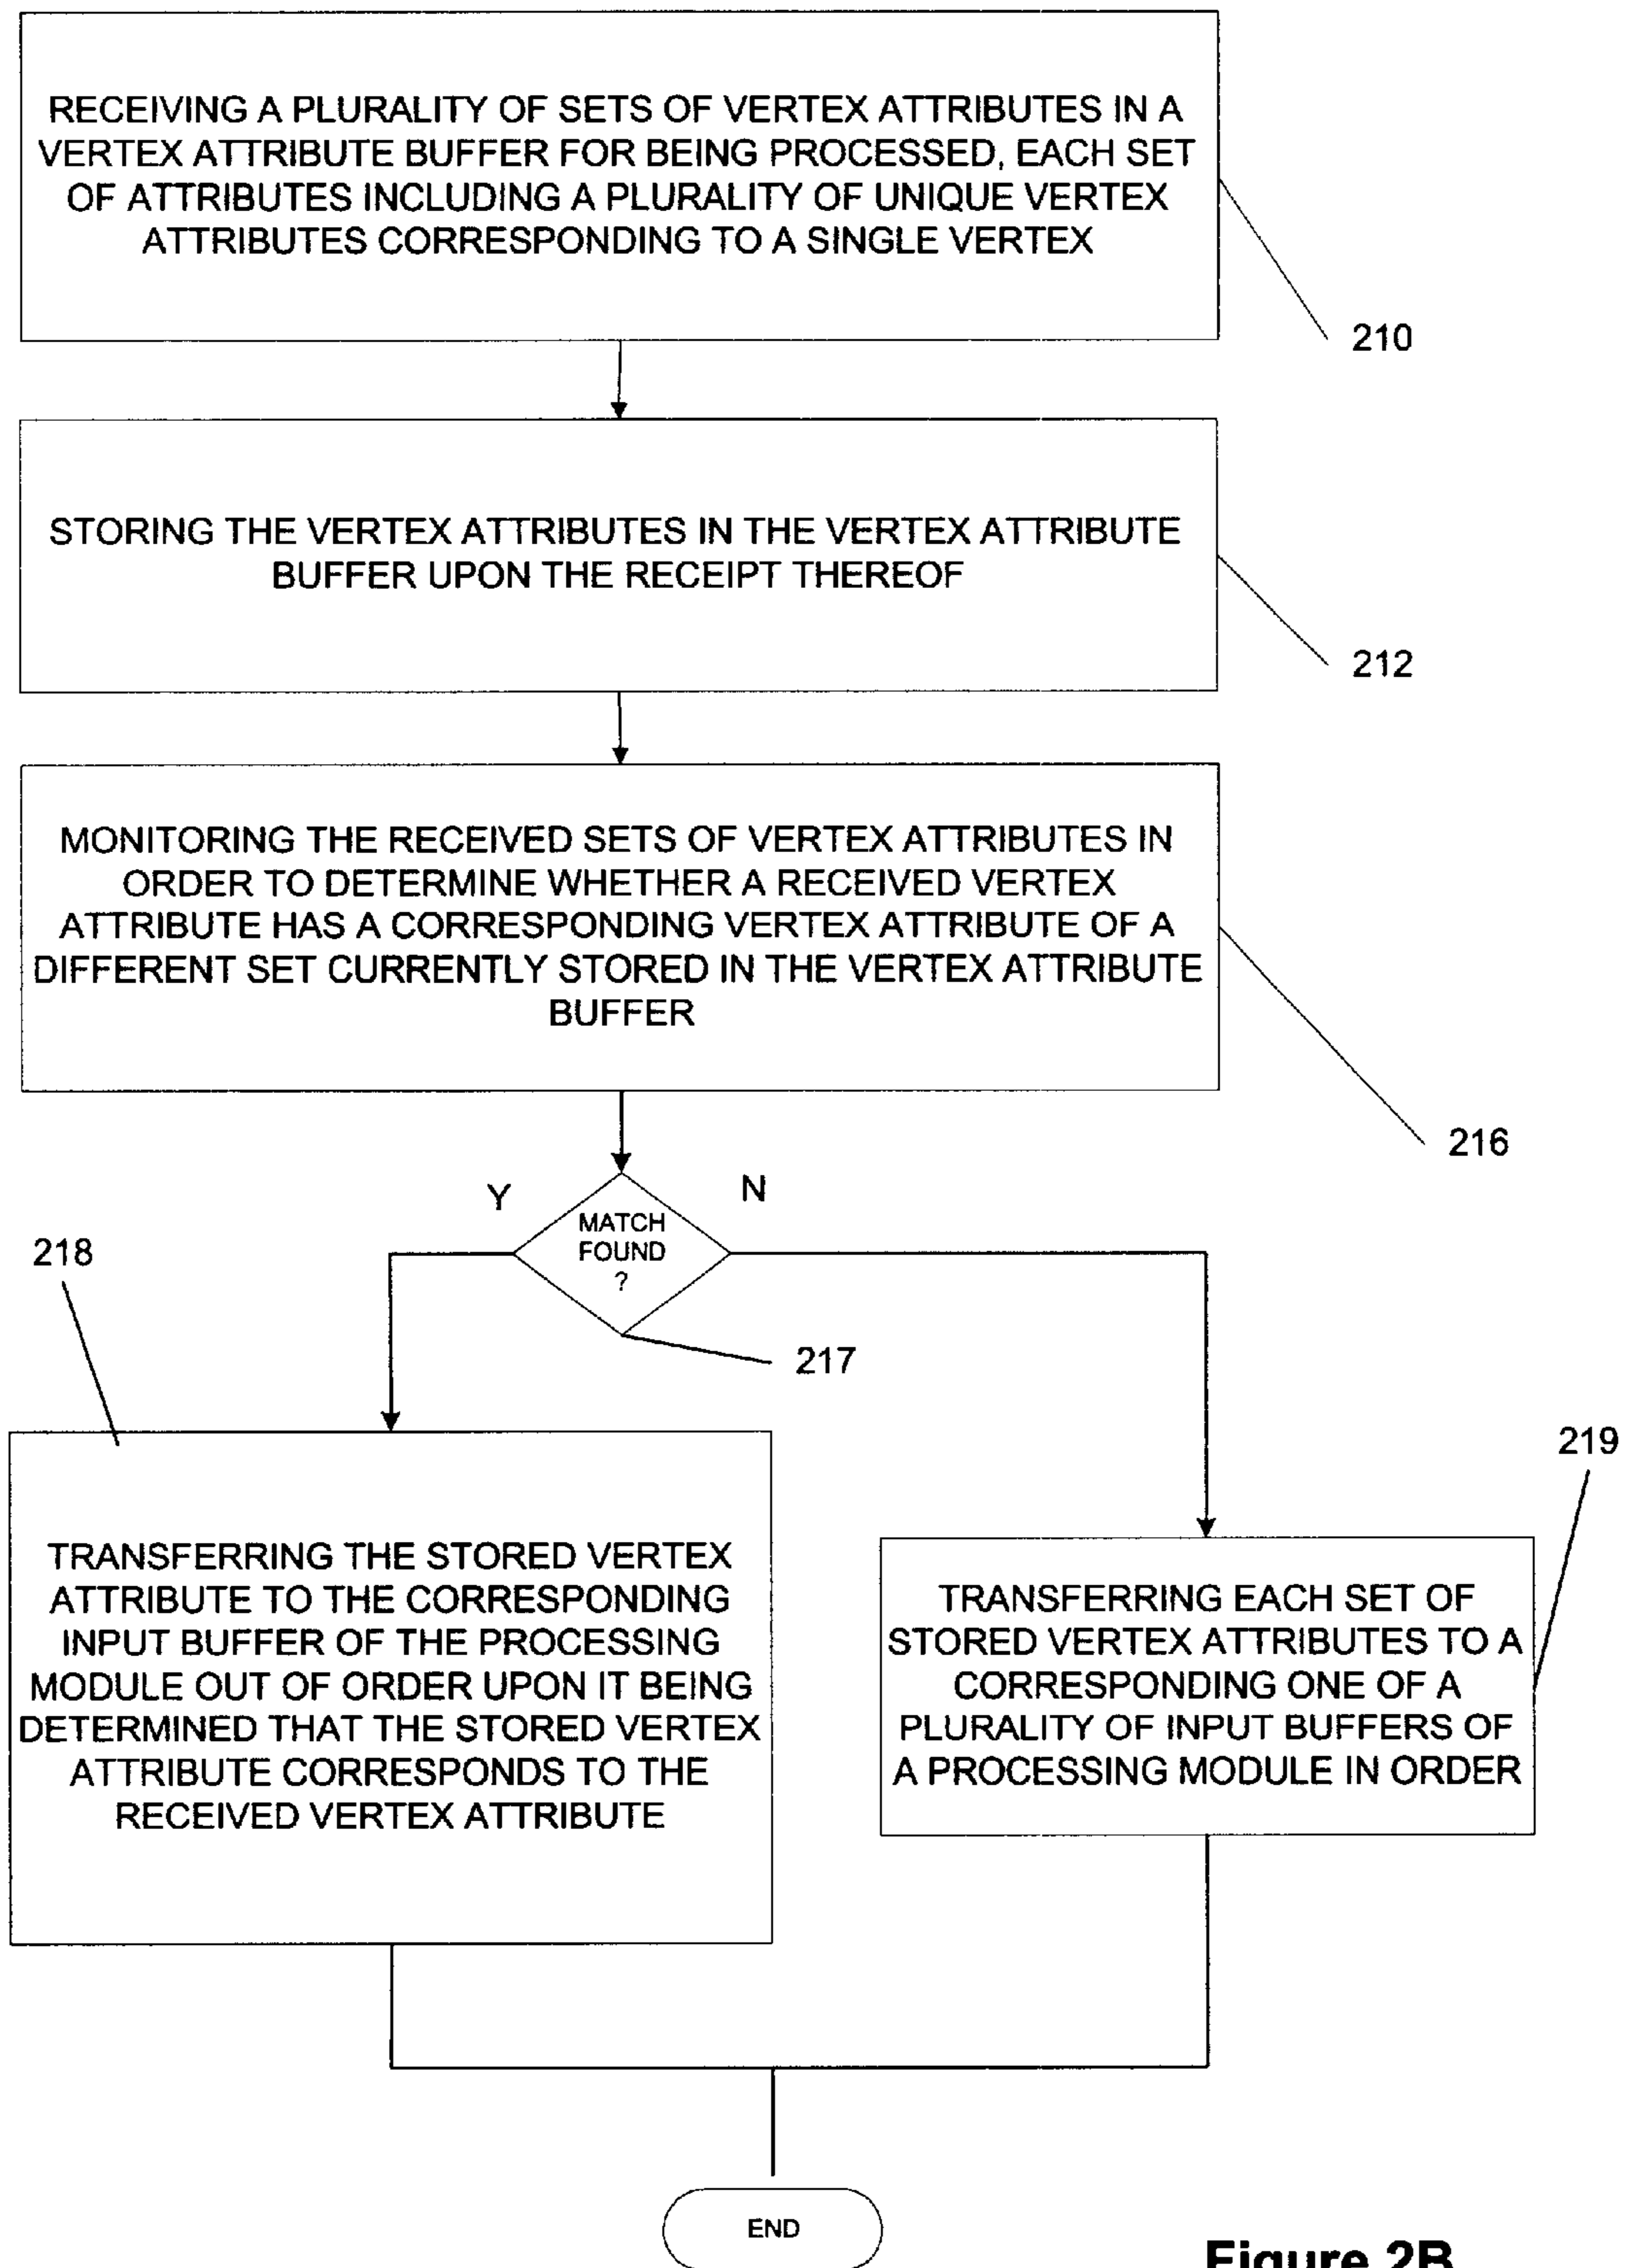 RECEIVING A PLURALITY OF SETS OF VERTEX ATTRIBUTES IN A
VERTEX ATTRIBUTE BUFFER FOR BEING PROCESSED, EACH SET
OF ATTRIBUTES INCLUDING A PLURALITY OF UNIQUE VERTEX
ATTRIBUTES CORRESPONDING TO A SINGLE VERTEX
210
STORING THE VERTEX ATTRIBUTES IN THE VERTEX ATTRIBUTE
BUFFER UPON THE RECEIPT THEREOF
212
MONITORING THE RECEIVED SETS OF VERTEX ATTRIBUTES IN
ORDER TO DETERMINE WHETHER A RECEIVED VERTEX
ATTRIBUTE HAS A CORRESPONDING VERTEX ATTRIBUTE OF A
DIFFERENT SET CURRENTLY STORED IN THE VERTEX ATTRIBUTE
BUFFER
216
Y
N
MATCH
FOUND
?
217
218
TRANSFERRING THE STORED VERTEX
ATTRIBUTE TO THE CORRESPONDING
INPUT BUFFER OF THE PROCESSING
MODULE OUT OF ORDER UPON IT BEING
DETERMINED THAT THE STORED VERTEX
ATTRIBUTE CORRESPONDS TO THE
RECEIVED VERTEX ATTRIBUTE
219
TRANSFERRING EACH SET OF
STORED VERTEX ATTRIBUTES TO A
CORRESPONDING ONE OF A
PLURALITY OF INPUT BUFFERS OF
A PROCESSING MODULE IN ORDER
END
Figure 2B